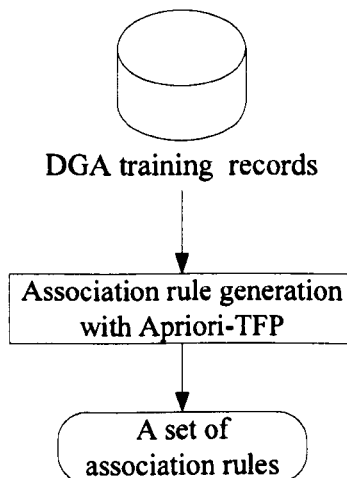 DGA training records
Association rule generation
with Apriori-TFP
A set of
association rules